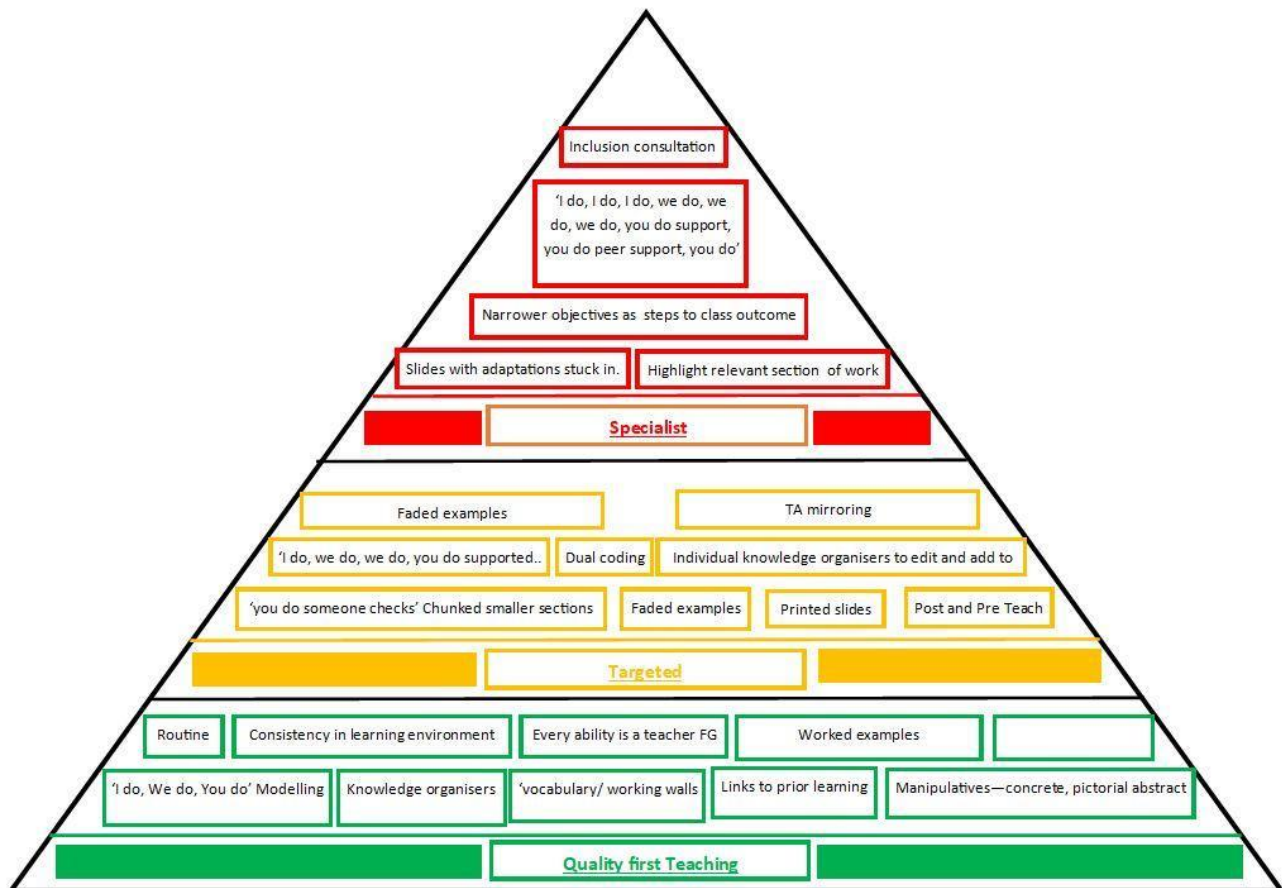 Inclusion consultation
‘I do, I do, I do, we do, we
do, we do, you do support,
you do peer support, you do’
Narrower objectives as steps to class outcome
Slides with adaptations stuck in.
Highlight relevant section of work
Specialist
Faded examples
TA mirroring
‘I do, we do, we do, you do supported..
Dual coding
Individual knowledge organisers to edit and add to
‘you do someone checks’ Chunked smaller sections
Faded examples
Printed slides
Post and Pre Teach
Targeted
Routine
Consistency in learning environment
Every ability is a teacher FG
Worked examples
‘I do, We do, You do’ Modelling
Knowledge organisers
‘vocabulary/ working walls
Links to prior learning
Manipulatives—concrete, pictorial abstract
Quality first Teaching